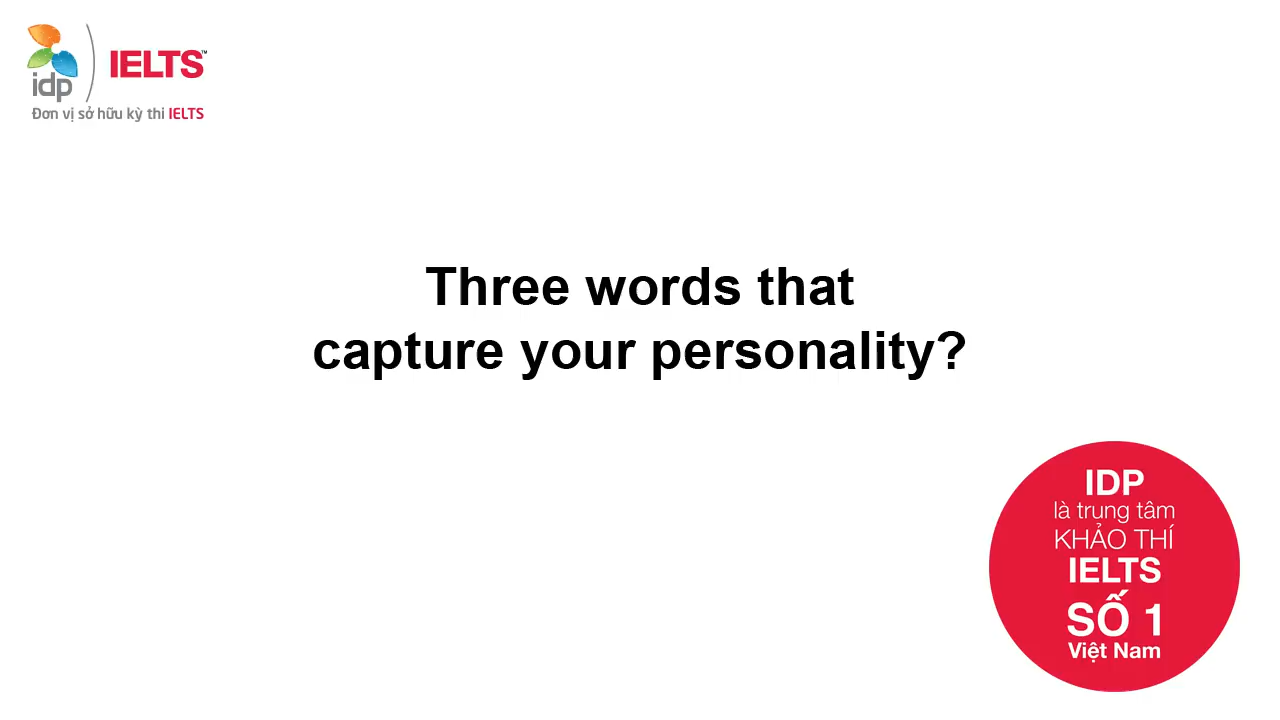 idp
IELTS™
Đơn vị sở hữu kỳ thi IELTS
Three words that
capture your personality?
IDP
là trung tâm
KHẢO THÍ
IELTS
SỐ 1
Việt Nam